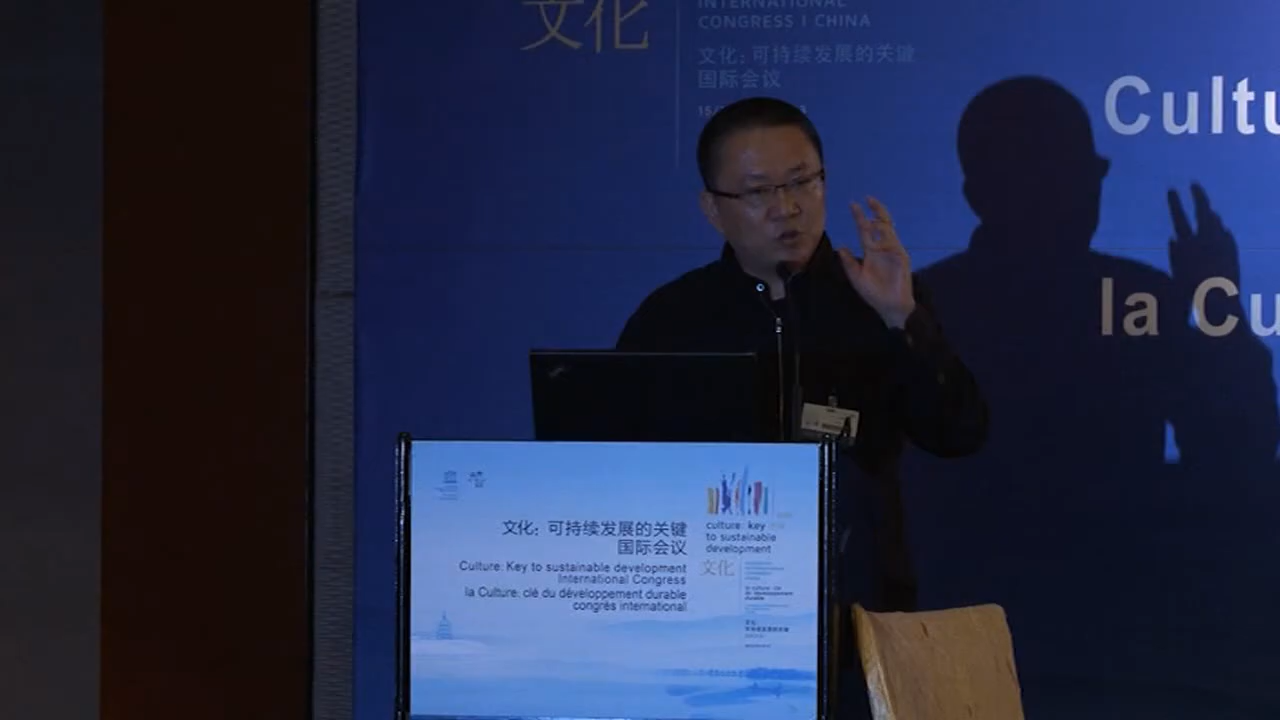 文化
INTERNATIONAL
CONGRESS I CHINA
文化：可持续发展的关键
国际会议
Cultu
la Cu
文化：可持续发展的关键
国际会议
Culture: Key to sustainable development
International Congress
la Culture: clé du développement durable
congrès international
culture: key
to sustainable
development
文化